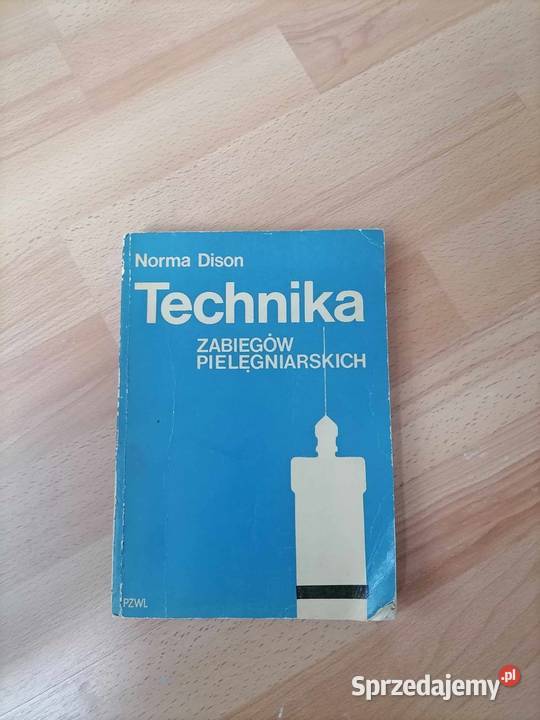 Norma Dison
Technika
ZABIEGÓW
PIELĘGNIARSKICH
PZWL
Sprzedajemy.pl